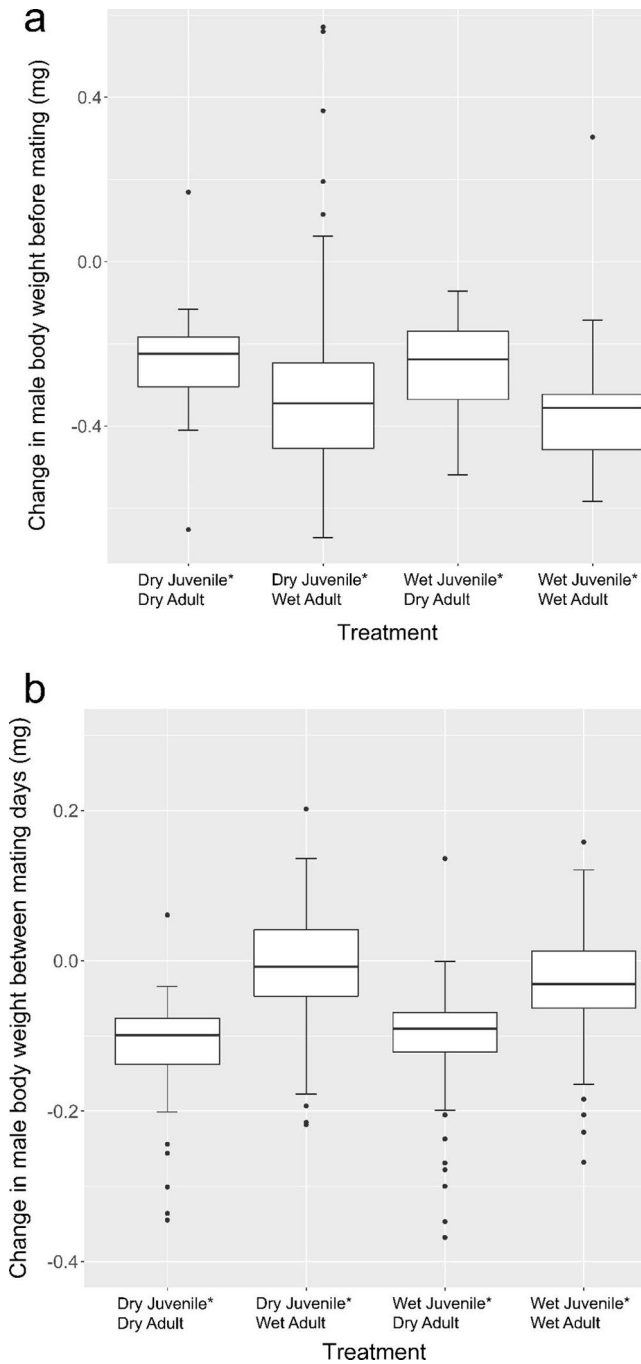 a
Change in male body weight before mating (mg)
0.4
0.0
-0.4
Dry Juvenile* Dry Juvenile* Wet Juvenile* Wet Juvenile*
Dry Adult Wet Adult Dry Adult Wet Adult
Treatment
b
Change in male body weight between mating days (mg)
0.2
0.0
-0.2
-0.4
Dry Juvenile* Dry Juvenile* Wet Juvenile* Wet Juvenile*
Dry Adult Wet Adult Dry Adult Wet Adult
Treatment